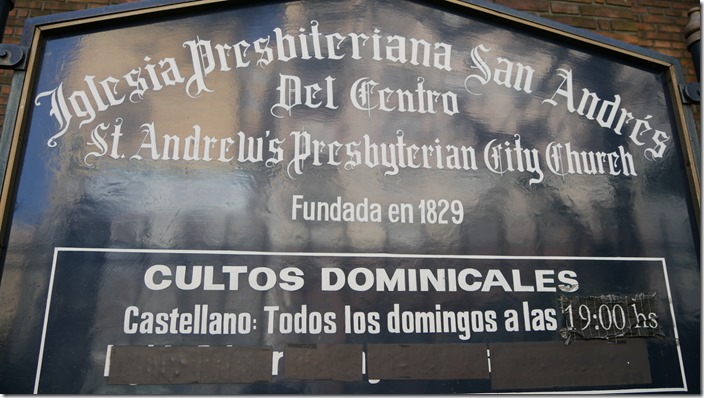 Iglesia Presbiteriana San Andrés
Del Centro
St. Andrew's Presbyterian City Church
Fundada en 1829
CULTOS DOMINICALES
Castellano: Todos los domingos a las 19:00 hs